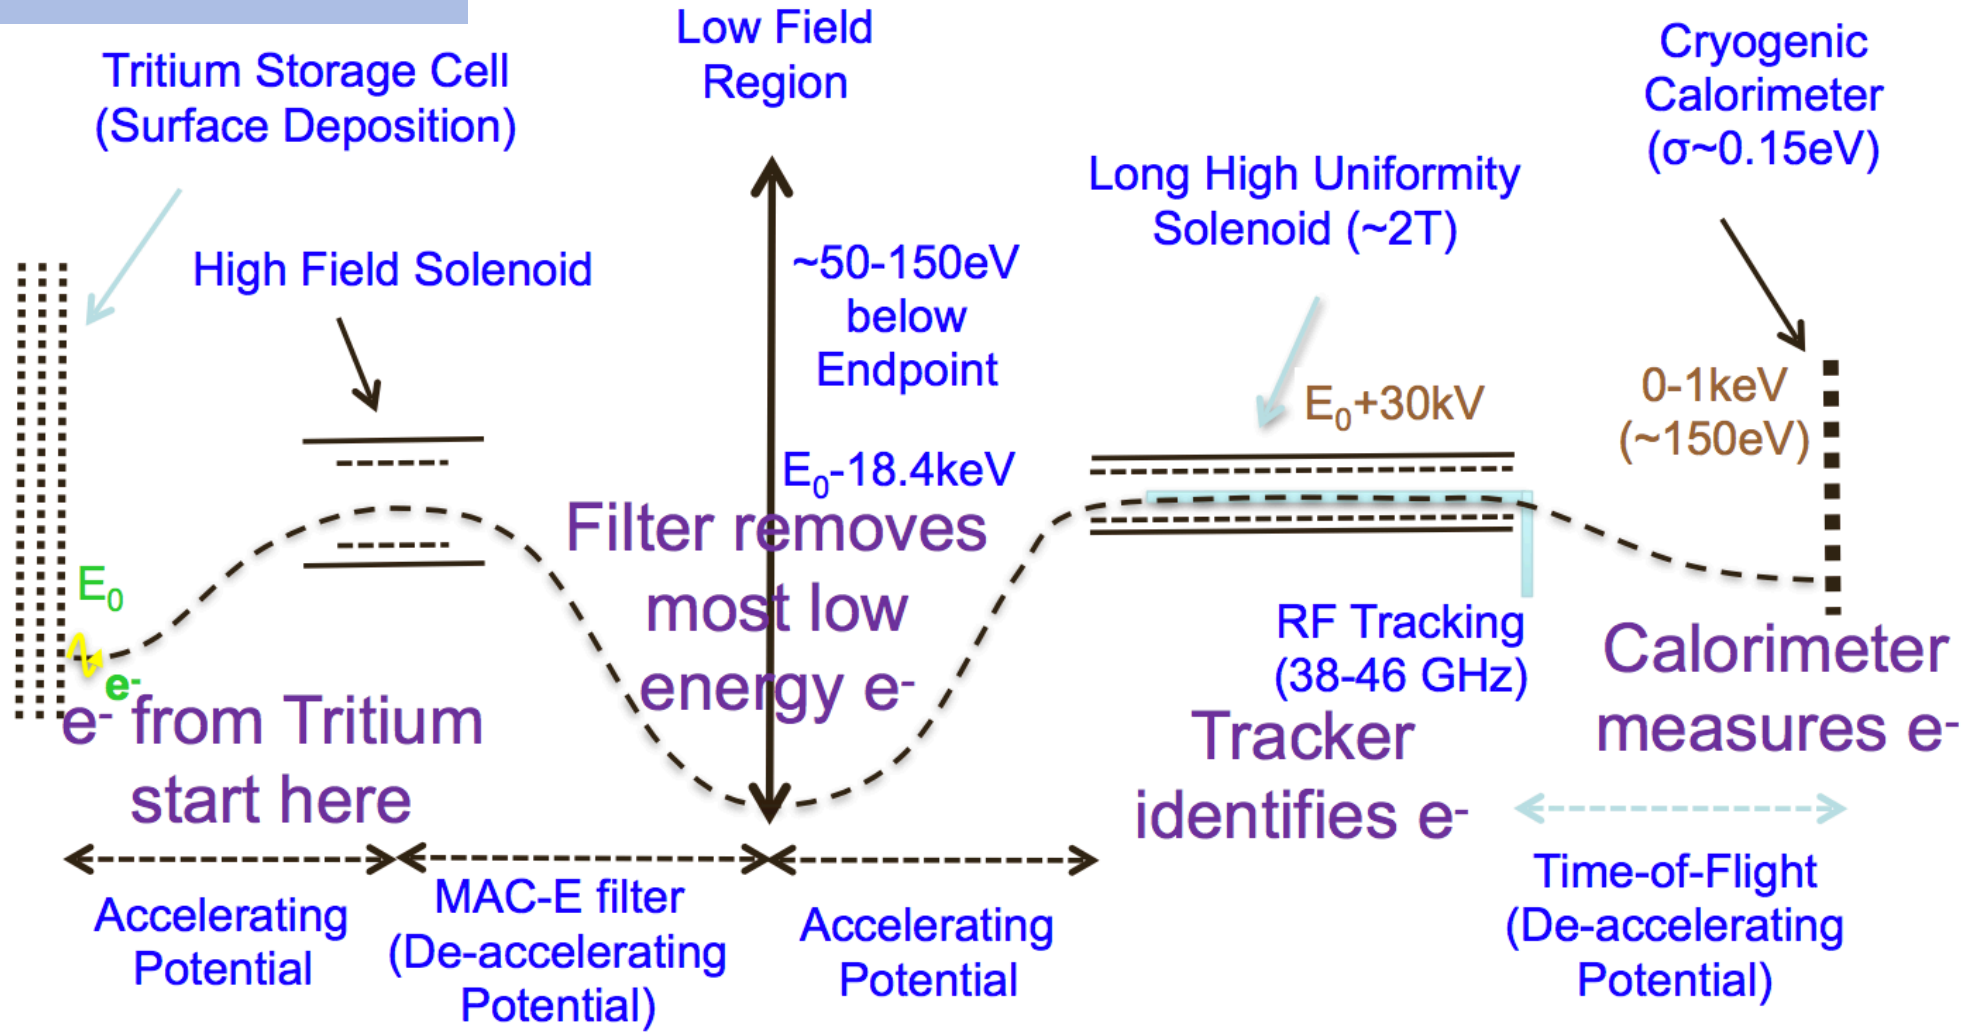 Tritium Storage Cell
(Surface Deposition)
High Field Solenoid
Low Field
Region
~50-150eV
below
Endpoint
E₀-18.4keV
Filter removes
most low
energy e⁻
Long High Uniformity
Solenoid (~2T)
E₀+30kV
Cryogenic
Calorimeter
(σ~0.15eV)
0-1keV
(~150eV)
E₀
e⁻
e⁻ from Tritium
start here
RF Tracking
(38-46 GHz)
Tracker
identifies e⁻
Calorimeter
measures e⁻
Accelerating
Potential
MAC-E filter
(De-accelerating
Potential)
Accelerating
Potential
Time-of-Flight
(De-accelerating
Potential)